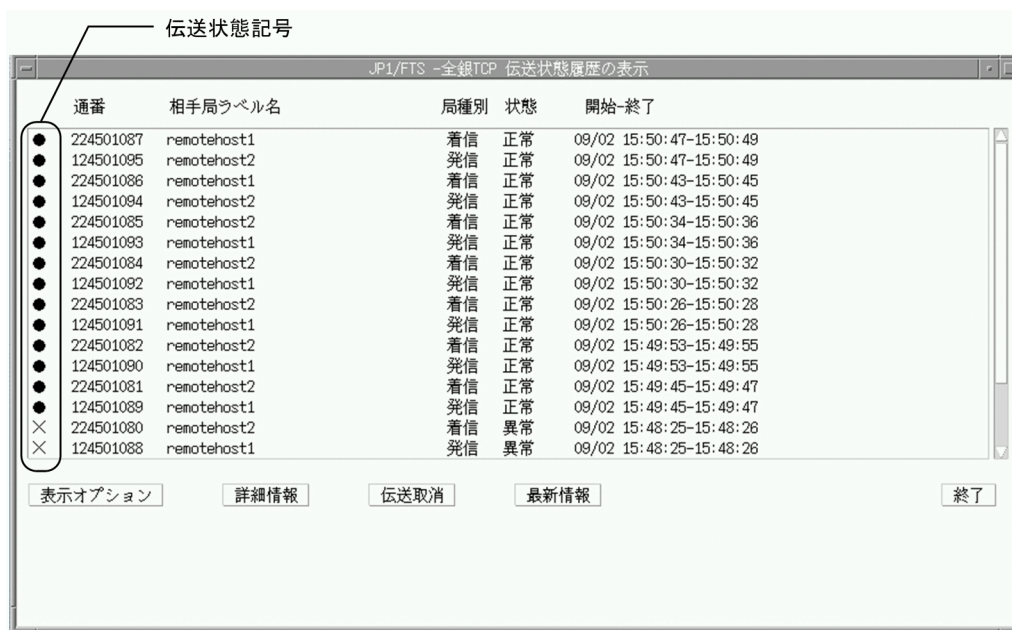 伝送状態記号
JP1/FTS -全銀TCP 伝送状態履歴の表示
通番 相手局ラベル名 局種別 状態 開始-終了
● 224501087 remotehost1 着信 正常 09/02 15:50:47-15:50:49
● 124501095 remotehost2 発信 正常 09/02 15:50:47-15:50:49
● 224501086 remotehost1 着信 正常 09/02 15:50:43-15:50:45
● 124501094 remotehost2 発信 正常 09/02 15:50:43-15:50:45
● 224501085 remotehost2 着信 正常 09/02 15:50:34-15:50:36
● 124501093 remotehost1 発信 正常 09/02 15:50:34-15:50:36
● 224501084 remotehost2 着信 正常 09/02 15:50:30-15:50:32
● 124501092 remotehost1 発信 正常 09/02 15:50:30-15:50:32
● 224501083 remotehost2 着信 正常 09/02 15:50:26-15:50:28
● 124501091 remotehost1 発信 正常 09/02 15:50:26-15:50:28
● 224501082 remotehost2 着信 正常 09/02 15:49:53-15:49:55
● 124501090 remotehost1 発信 正常 09/02 15:49:53-15:49:55
● 224501081 remotehost2 着信 正常 09/02 15:49:45-15:49:47
● 124501089 remotehost1 発信 正常 09/02 15:49:45-15:49:47
× 224501080 remotehost2 着信 異常 09/02 15:48:25-15:48:26
× 124501088 remotehost1 発信 異常 09/02 15:48:25-15:48:26
表示オプション 詳細情報 伝送取消 最新情報 終了